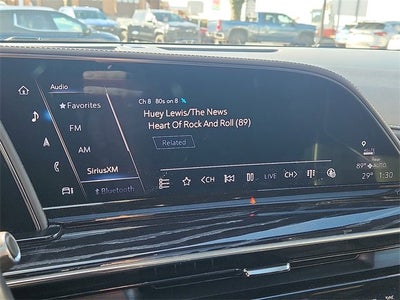 Audio
★Favorites
FM
AM
SiriusXM
Bluetooth
Ch 8 80s on 8
Huey Lewis/The News
Heart Of Rock And Roll (89)
Related
<CH
LIVE
CH>
89° AUTO
29° 1:30